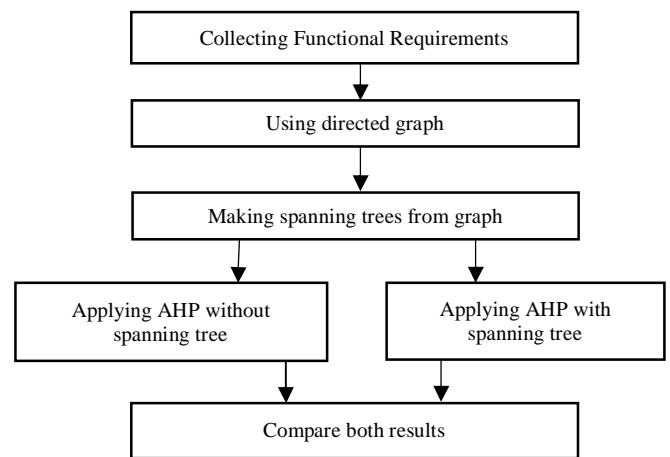 Collecting Functional Requirements
Using directed graph
Making spanning trees from graph
Applying AHP without
spanning tree
Applying AHP with
spanning tree
Compare both results